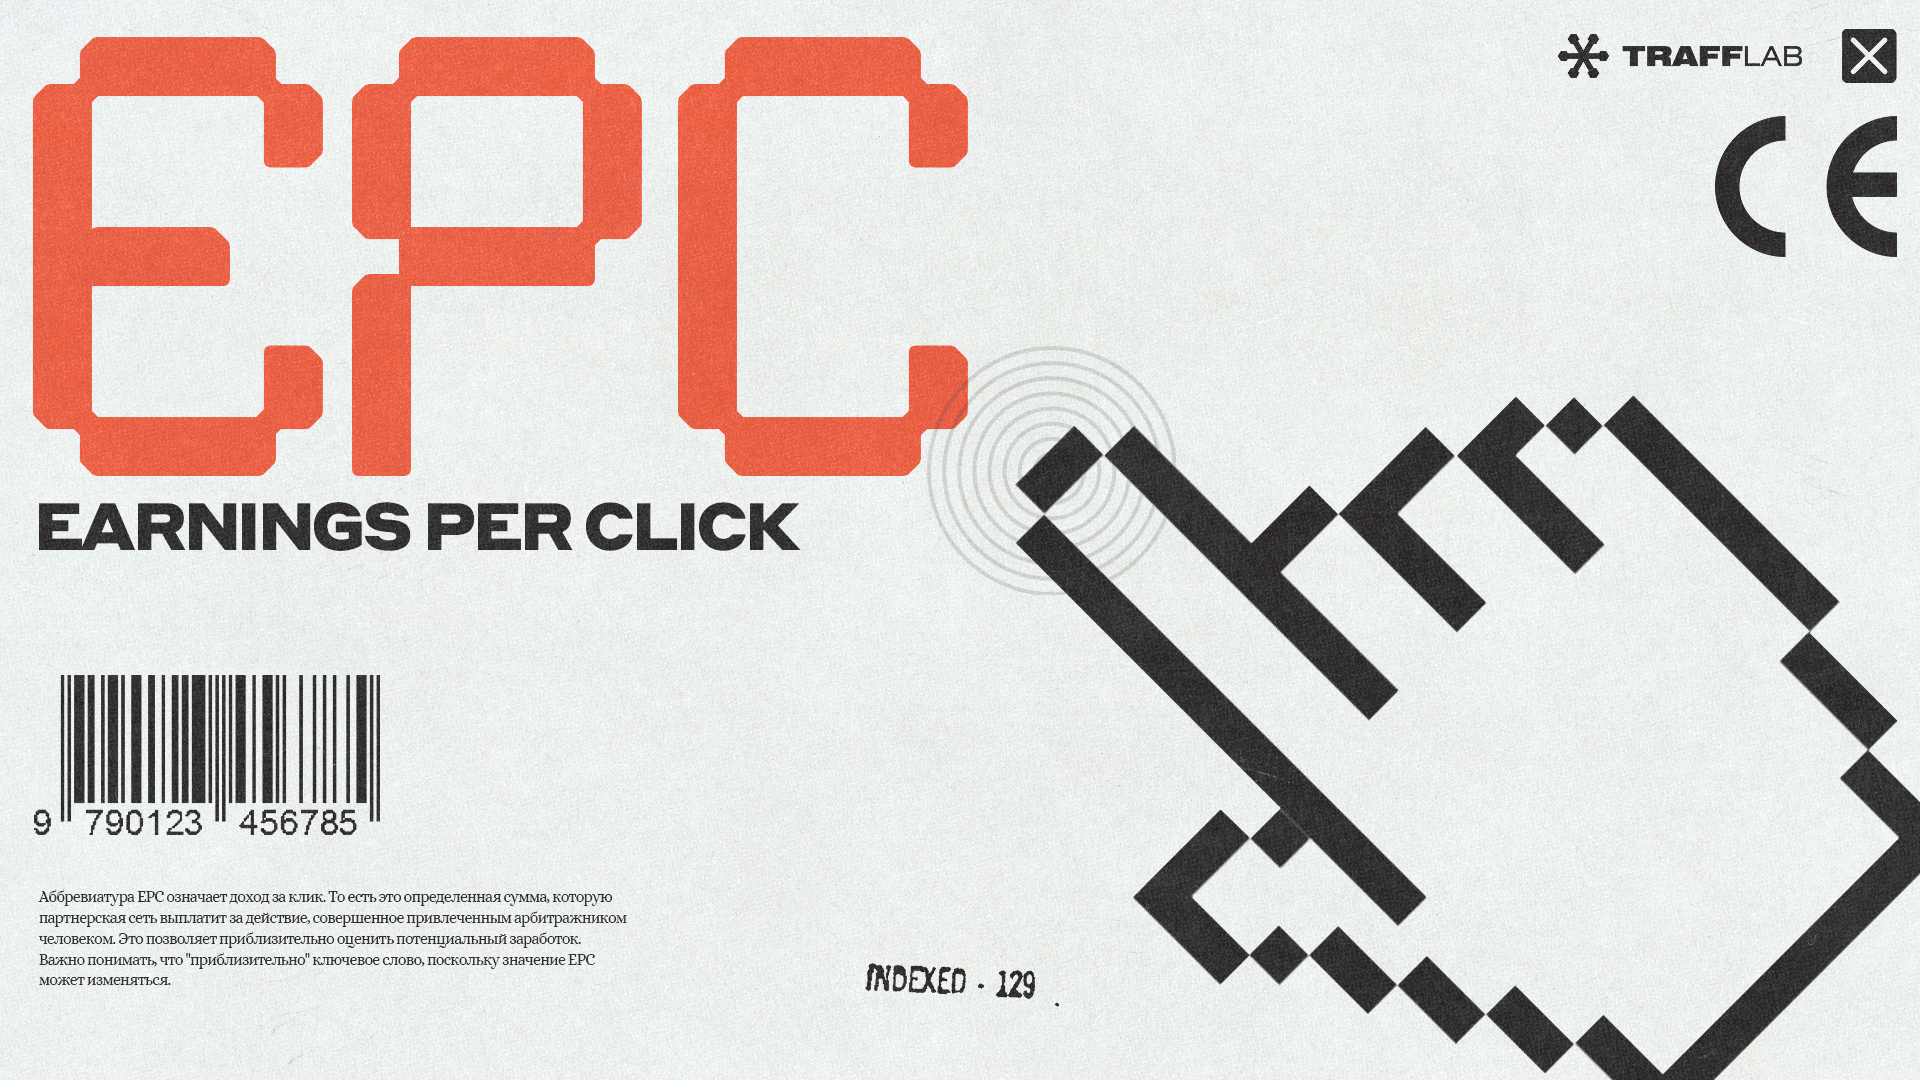 EPC
TRAFFLAB
CE
EARNINGS PER CLICK
9 790123 456785
Аббревиатура EPC означает доход за клик. То есть это определенная сумма, которую
партнерская сеть выплатит за действие, совершенное привлеченным арбитражником
человеком. Это позволяет приблизительно оценить потенциальный заработок.
Важно понимать, что "приблизительно" ключевое слово, поскольку значение EPC
может изменяться.
INDEXED · 129